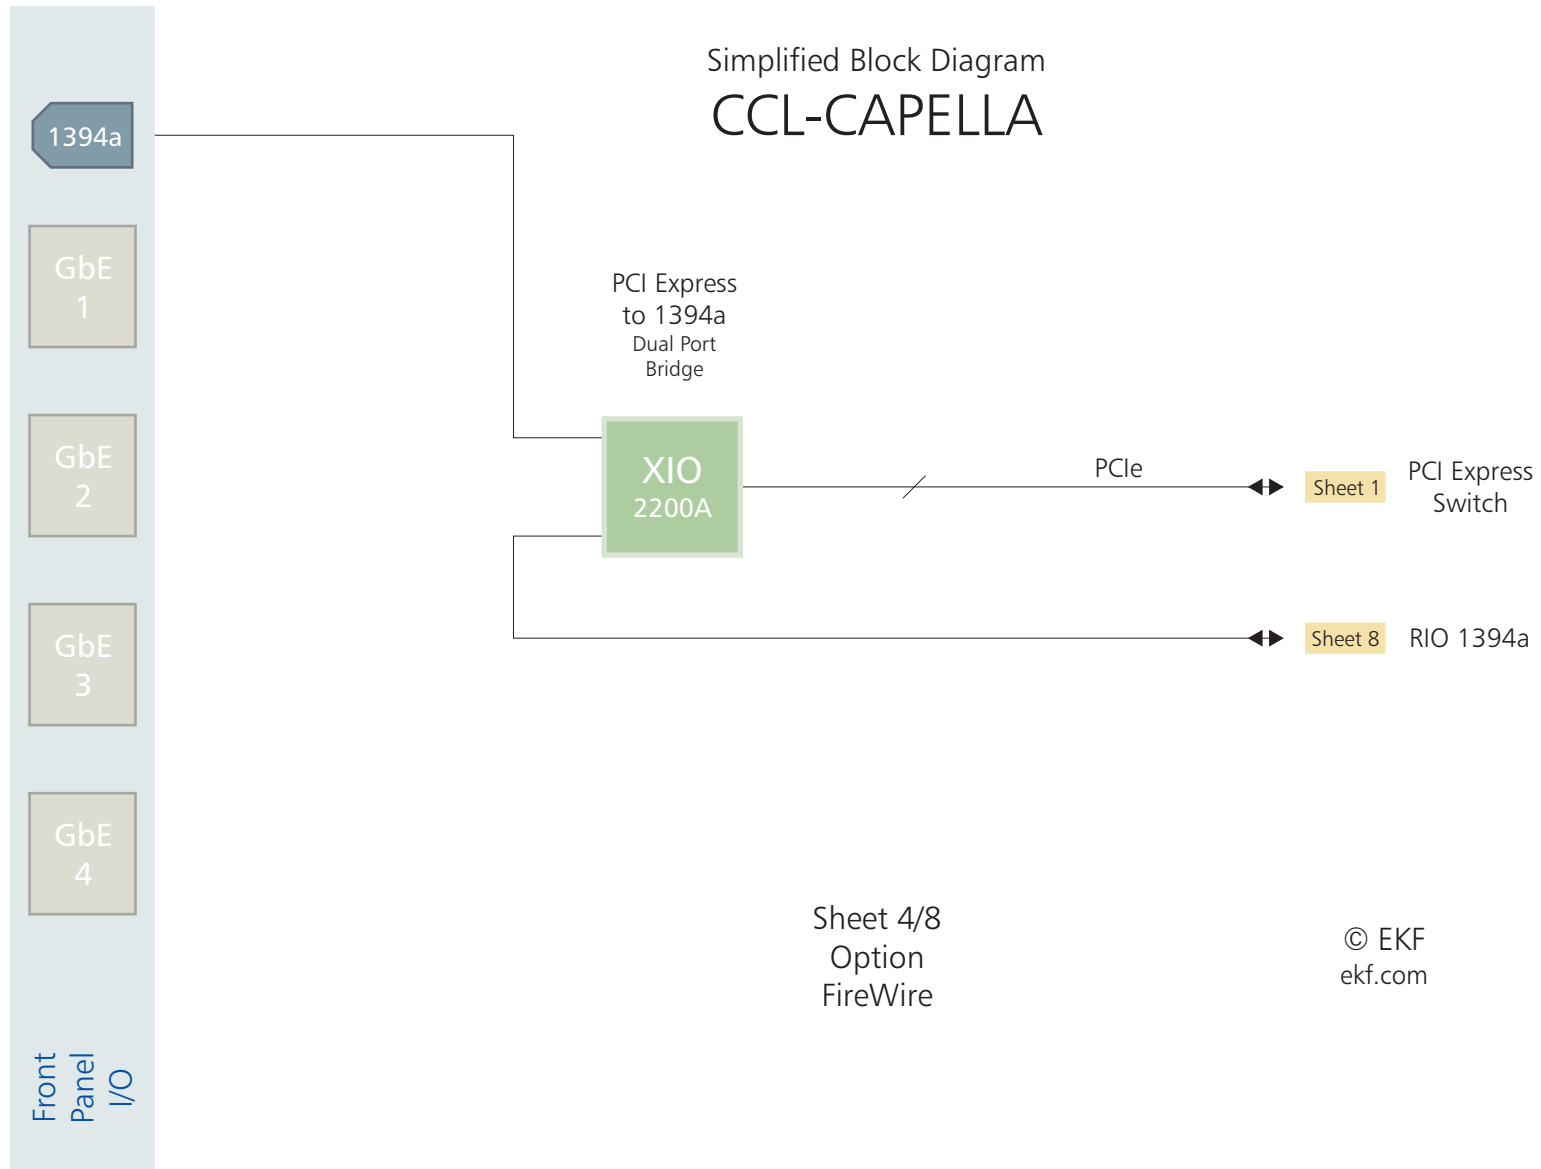 Simplified Block Diagram
CCL-CAPELLA
1394a
GbE
1
GbE
2
GbE
3
GbE
4
Front
Panel
I/O
PCI Express
to 1394a
Dual Port
Bridge
XIO
2200A
PCIe
Sheet 1
PCI Express
Switch
Sheet 8
RIO 1394a
Sheet 4/8
Option
FireWire
© EKF
ekf.com